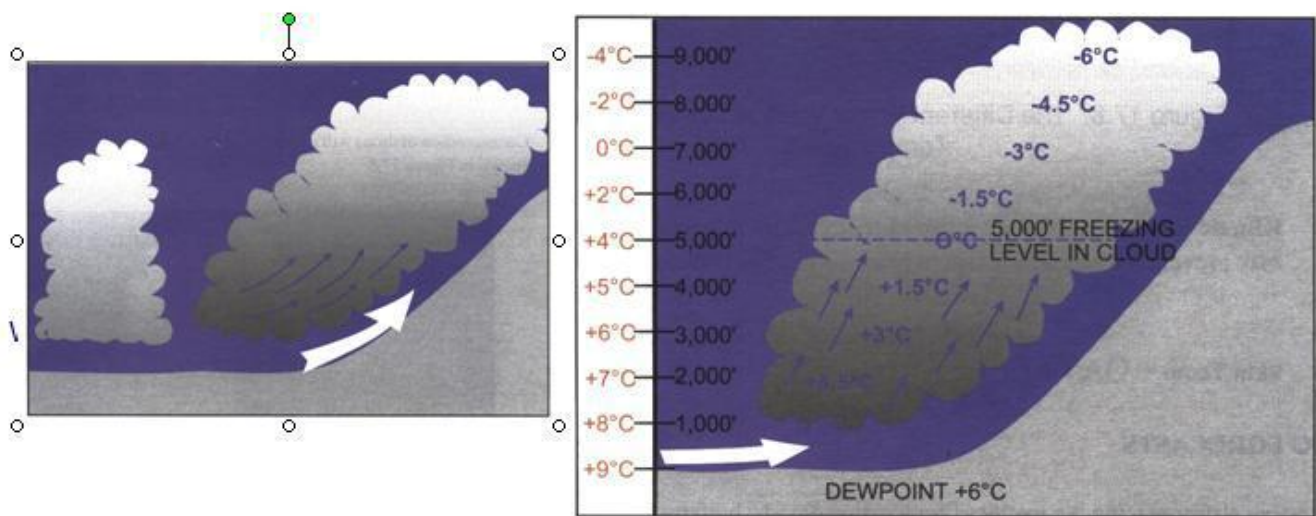 -4°C 9,000' -6°C
-2°C 8,000' -4.5°C
0°C 7,000' -3°C
+2°C 6,000' -1.5°C
+4°C 5,000' 0°C 5,000' FREEZING
LEVEL IN CLOUD
+5°C 4,000' +1.5°C
+6°C 3,000' +3°C
+7°C 2,000'
+8°C 1,000'
+9°C
DEWPOINT +6°C